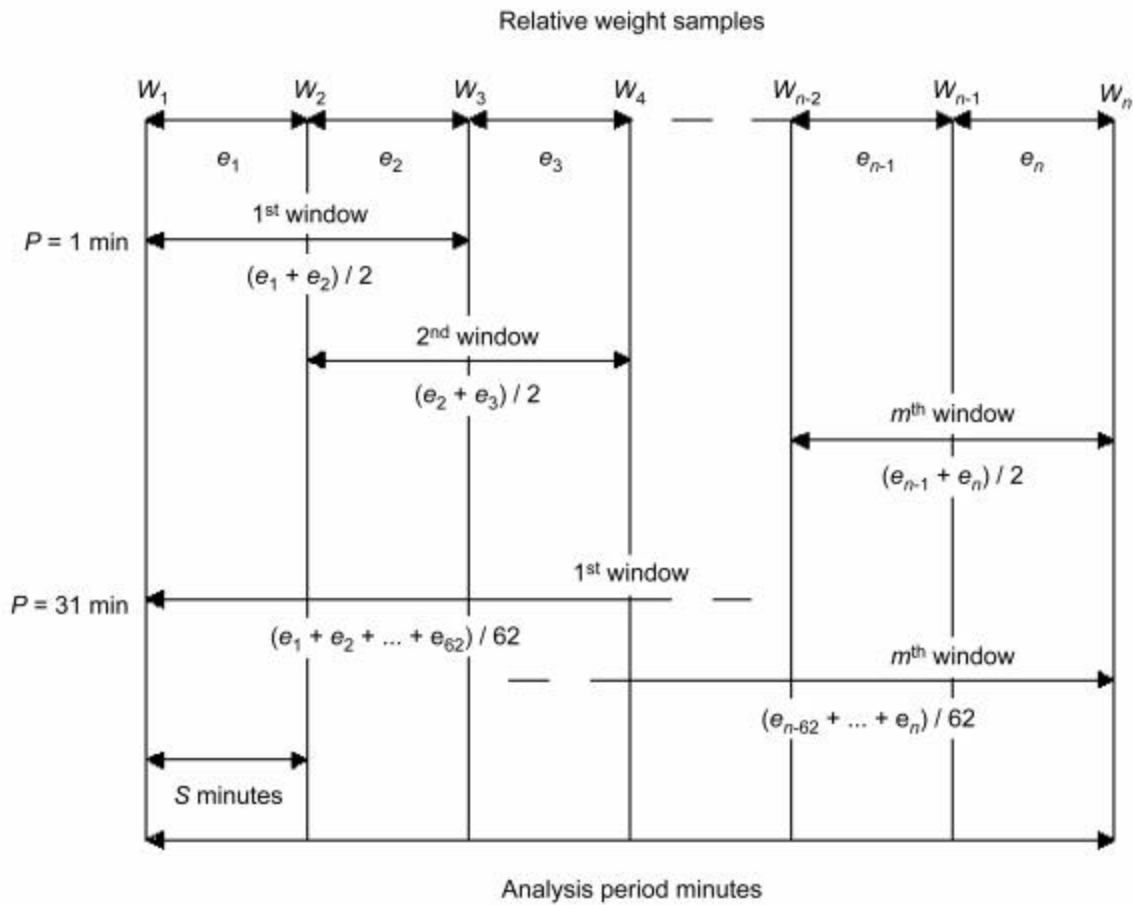 Relative weight samples
W₁ W₂ W₃ W₄ Wₙ₋₂ Wₙ₋₁ Wₙ
e₁ e₂ e₃ eₙ₋₁ eₙ
1ˢᵗ window
P = 1 min
(e₁ + e₂) / 2
2ⁿᵈ window
(e₂ + e₃) / 2
mᵗʰ window
(eₙ₋₁ + eₙ) / 2
1ˢᵗ window
P = 31 min
(e₁ + e₂ + ... + e₆₂) / 62
mᵗʰ window
(eₙ₋₆₂ + ... + eₙ) / 62
S minutes
Analysis period minutes